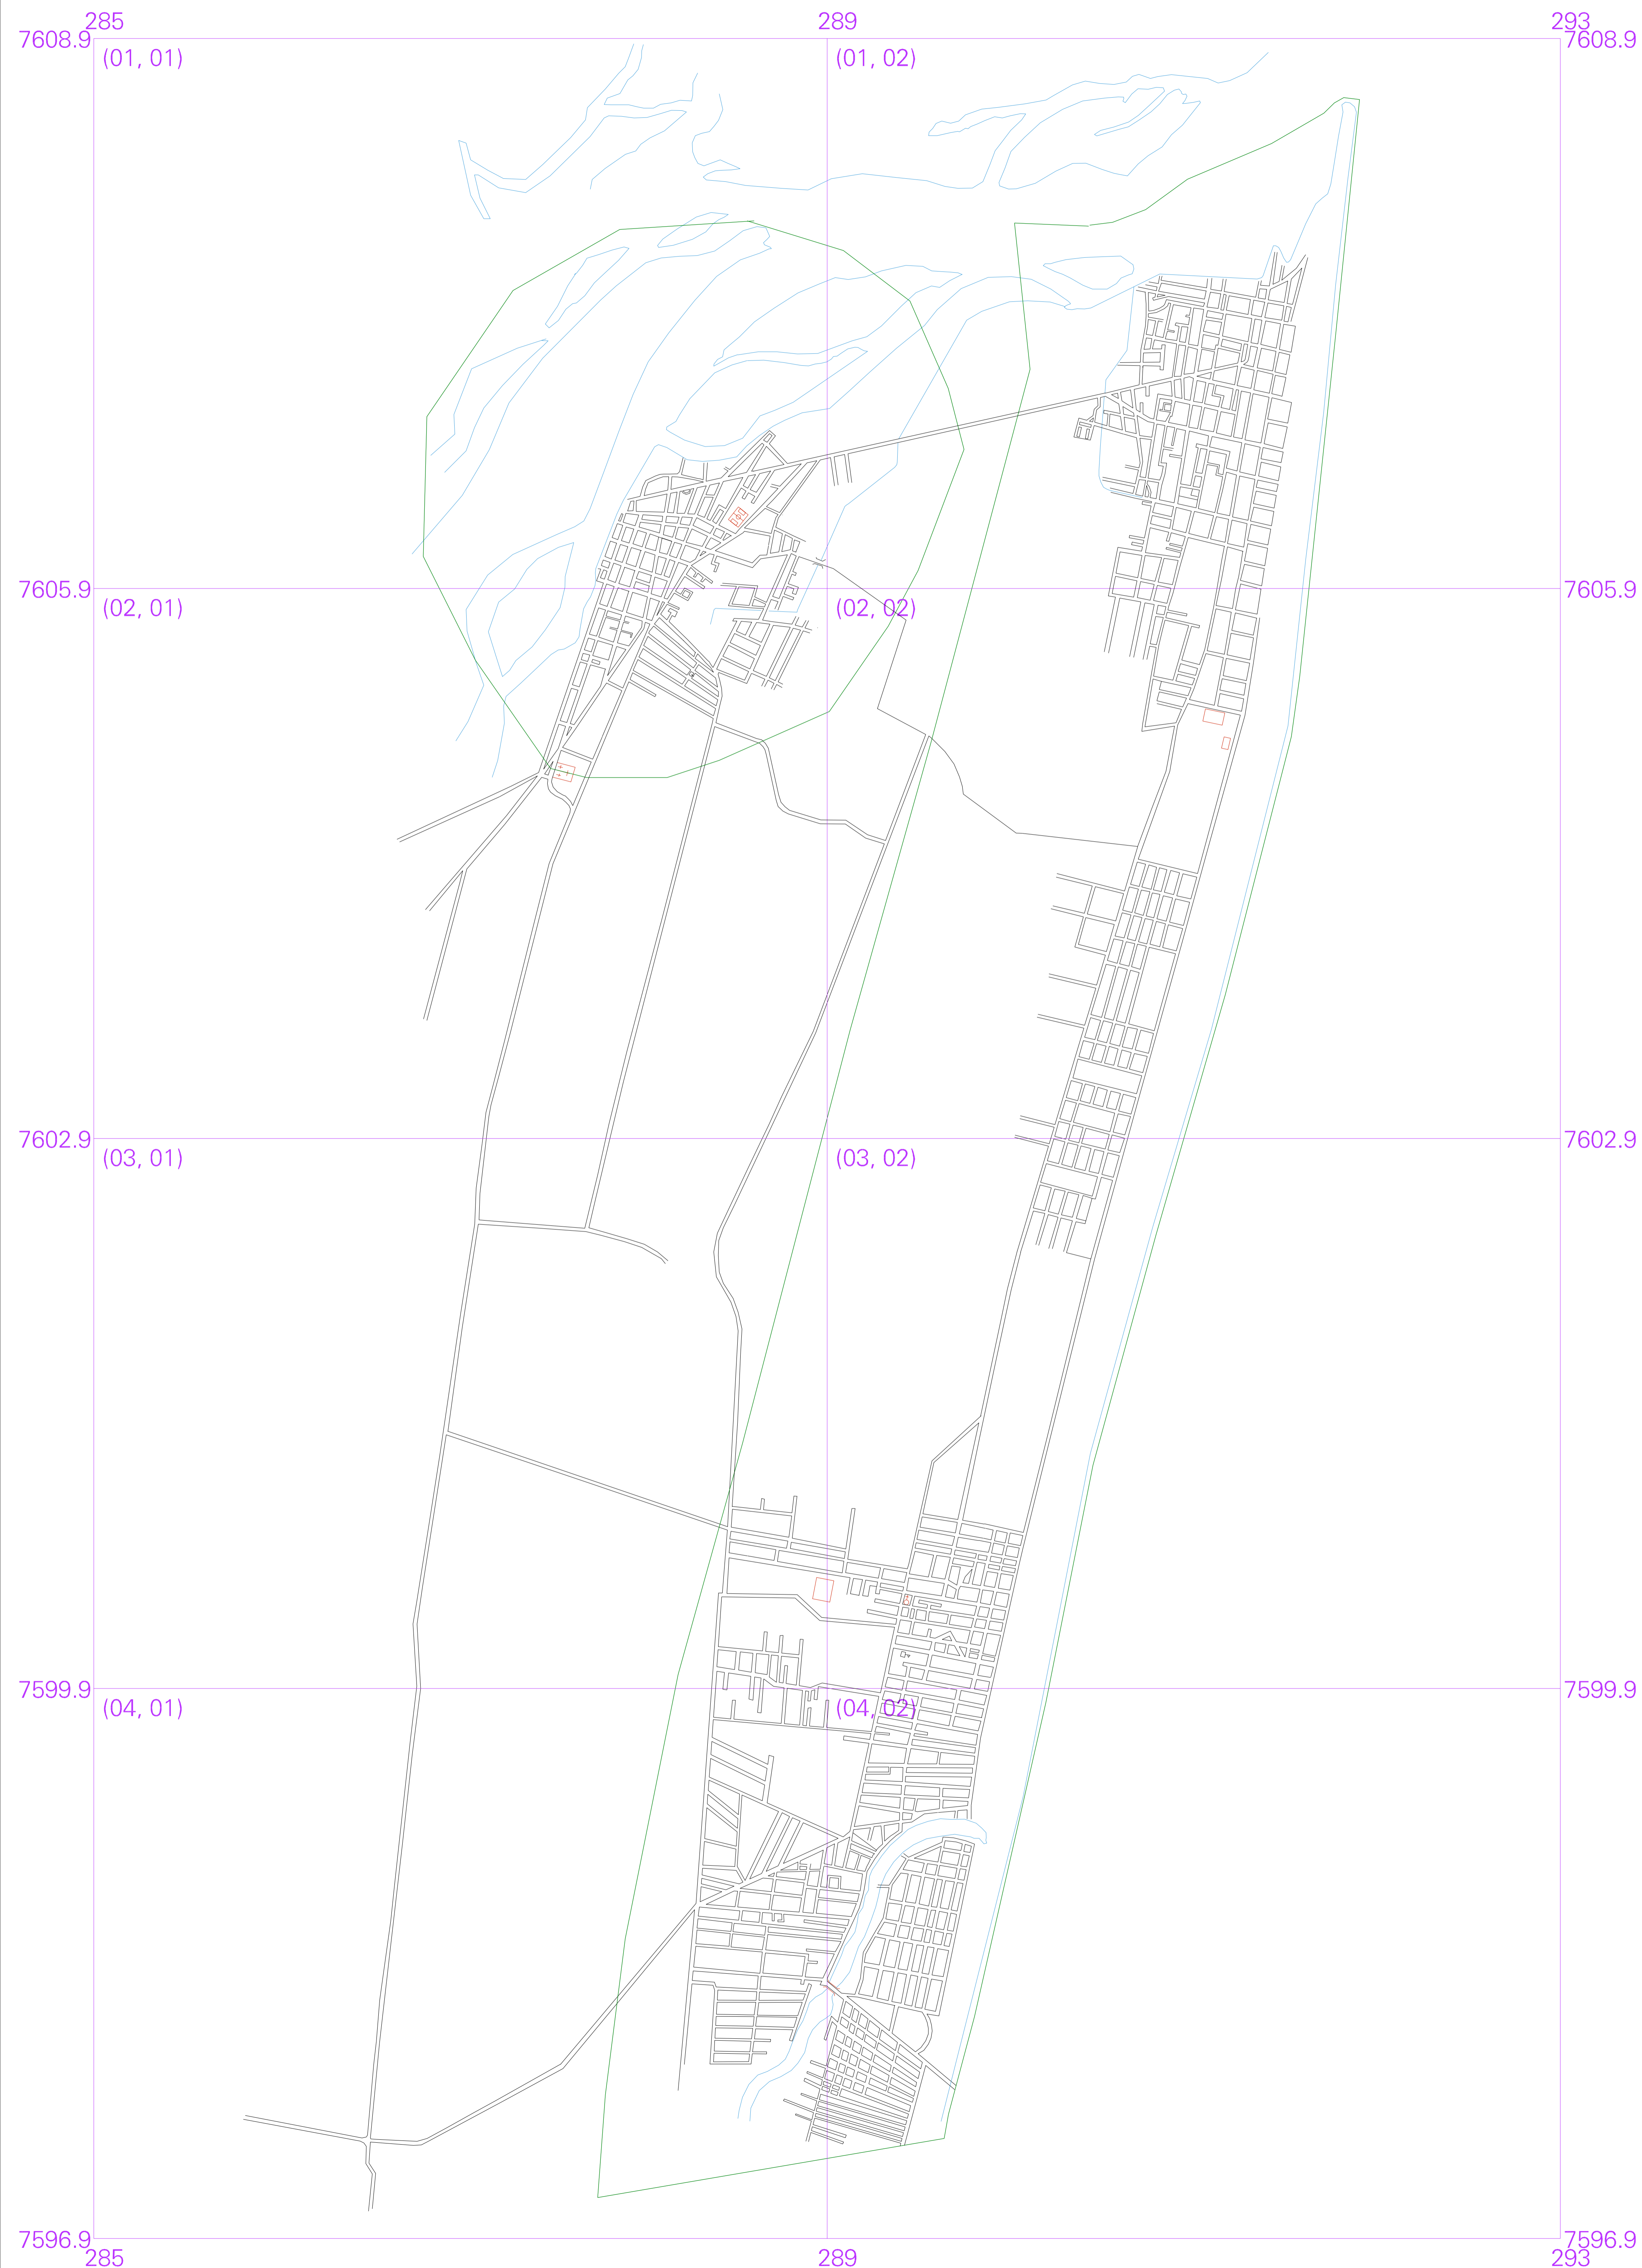 285 289 293
7608.9 7608.9
(01, 01) (01, 02)
7605.9 7605.9
(02, 01) (02, 02)
7602.9 7602.9
(03, 01) (03, 02)
7599.9 7599.9
(04, 01) (04, 02)
7596.9 7596.9
285 289 293